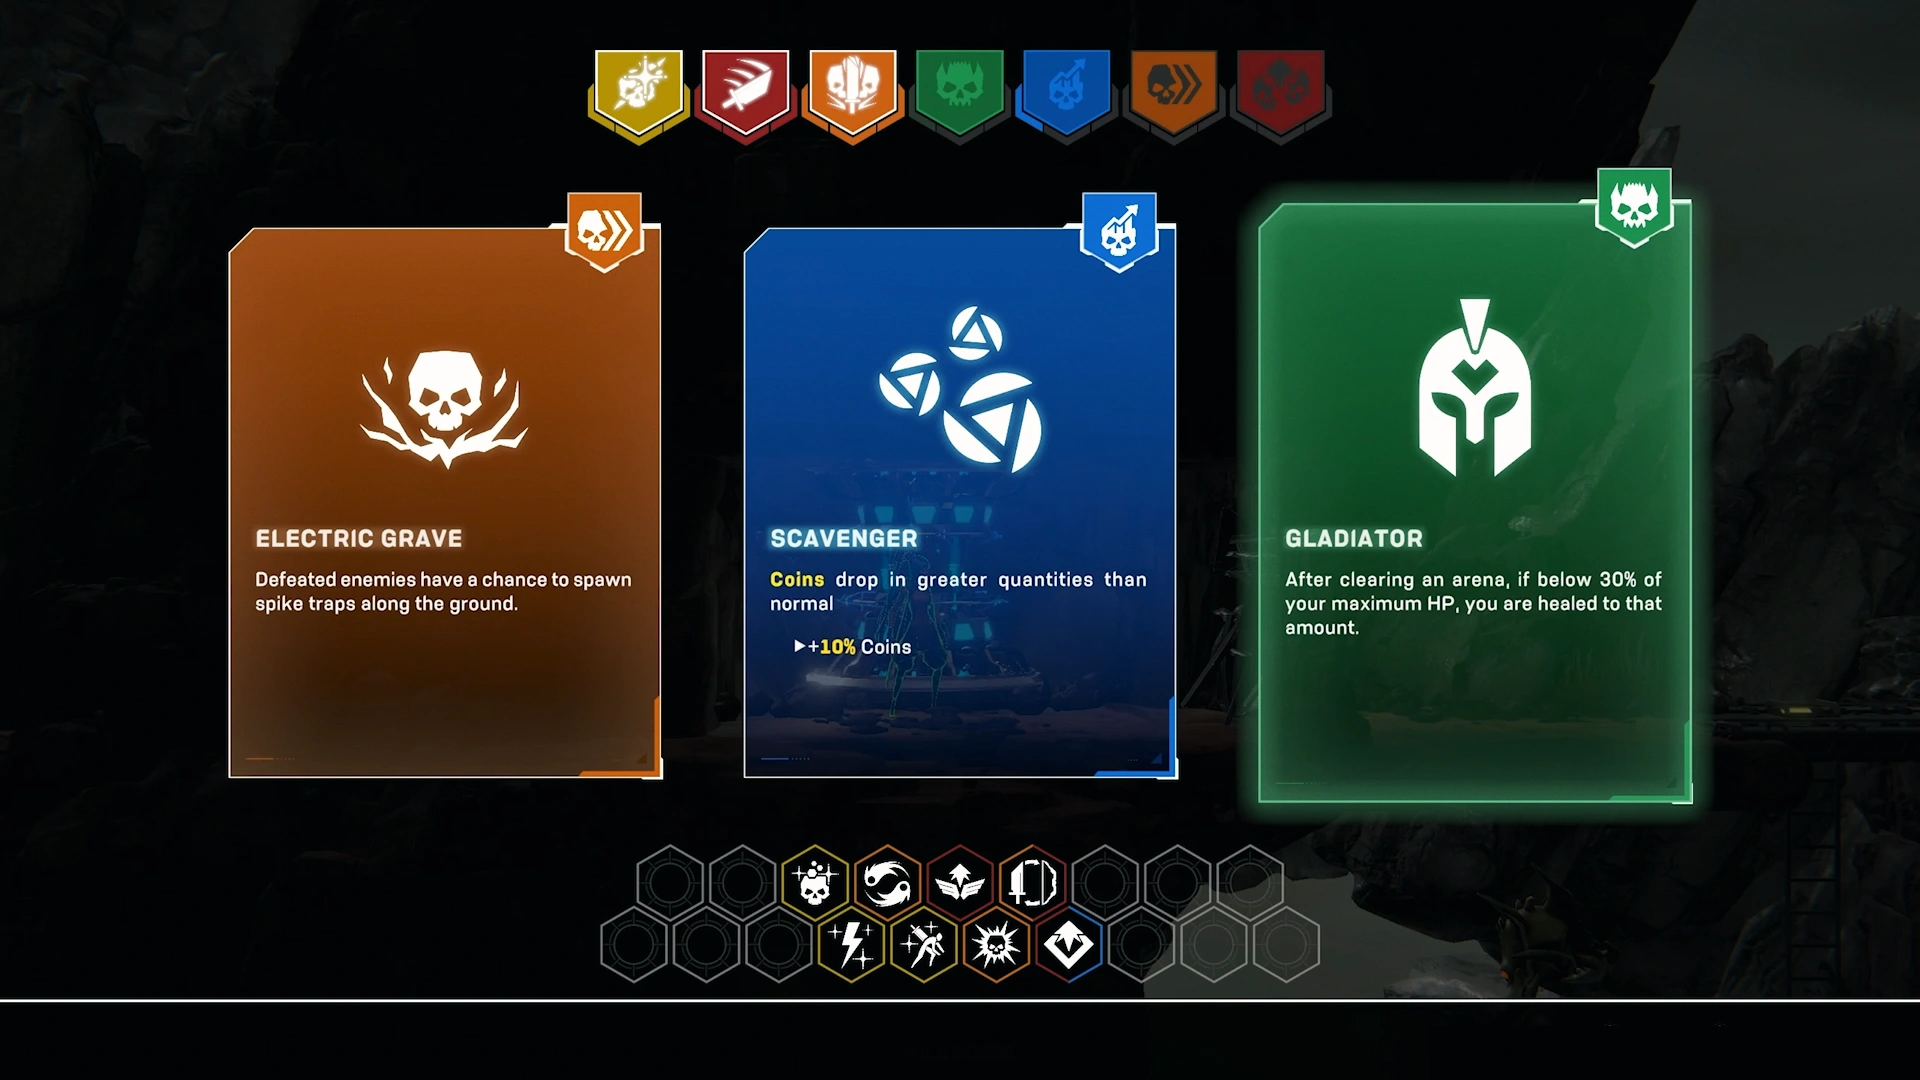 ELECTRIC GRAVE
Defeated enemies have a chance to spawn
spike traps along the ground.
SCAVENGER
Coins drop in greater quantities than
normal
+10% Coins
GLADIATOR
After clearing an arena, if below 30% of
your maximum HP, you are healed to that
amount.